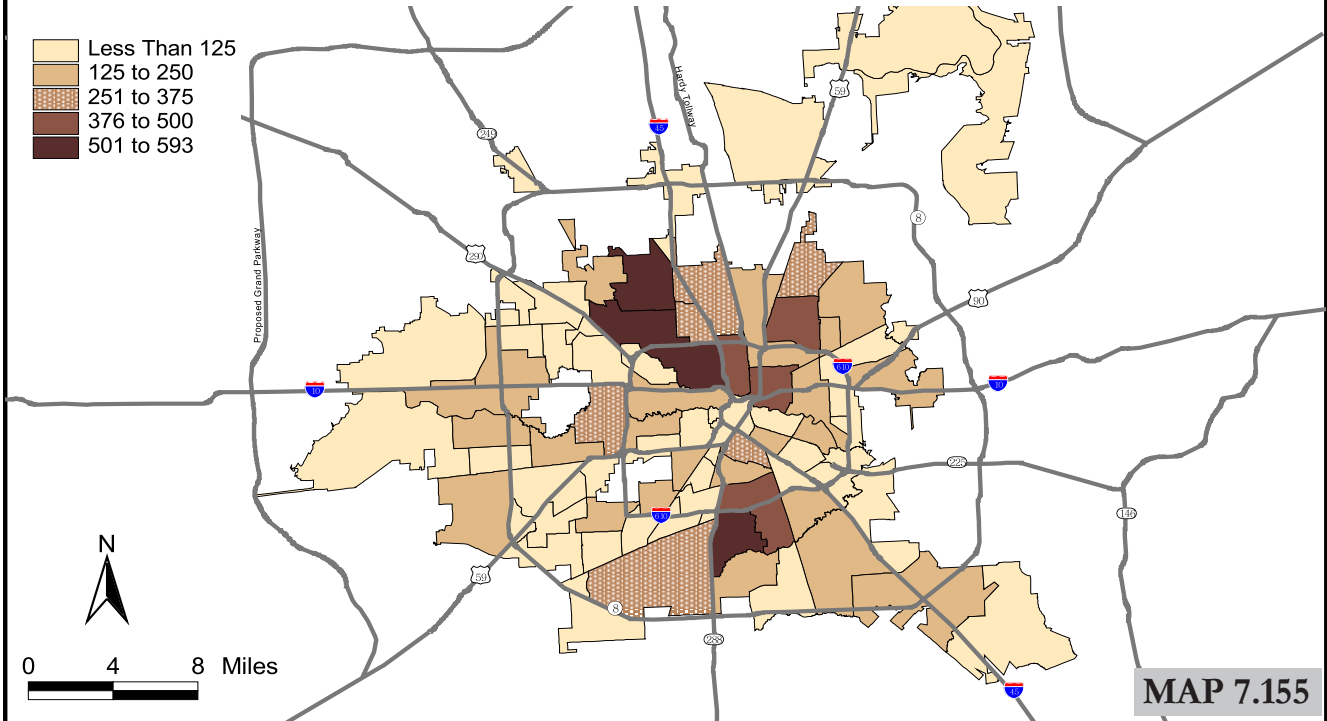 Less Than 125
125 to 250
251 to 375
376 to 500
501 to 593
Hardy Tollway
59
45
249
8
290
Proposed Grand Parkway
90
610
10
10
225
146
610
59
8
288
45
N
0 4 8 Miles
MAP 7.155